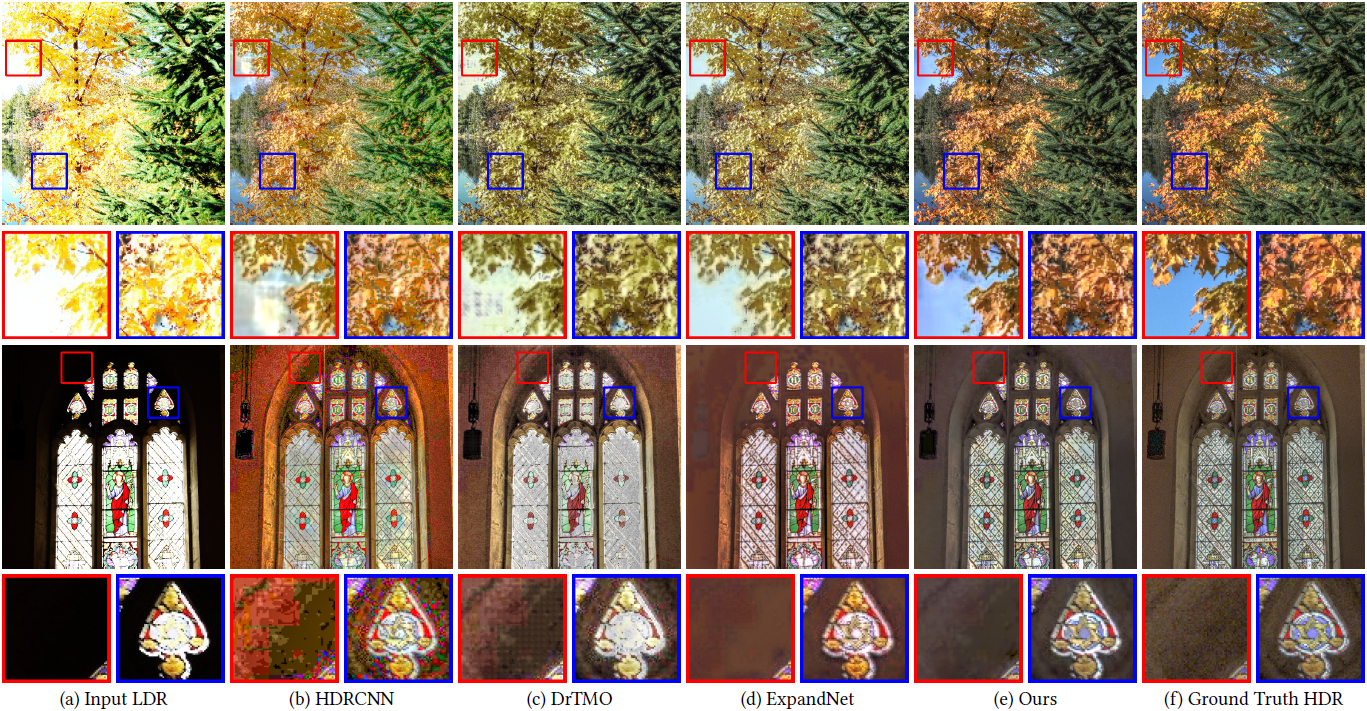 (a) Input LDR
(b) HDRCNN
(c) DrTMO
(d) ExpandNet
(e) Ours
(f) Ground Truth HDR